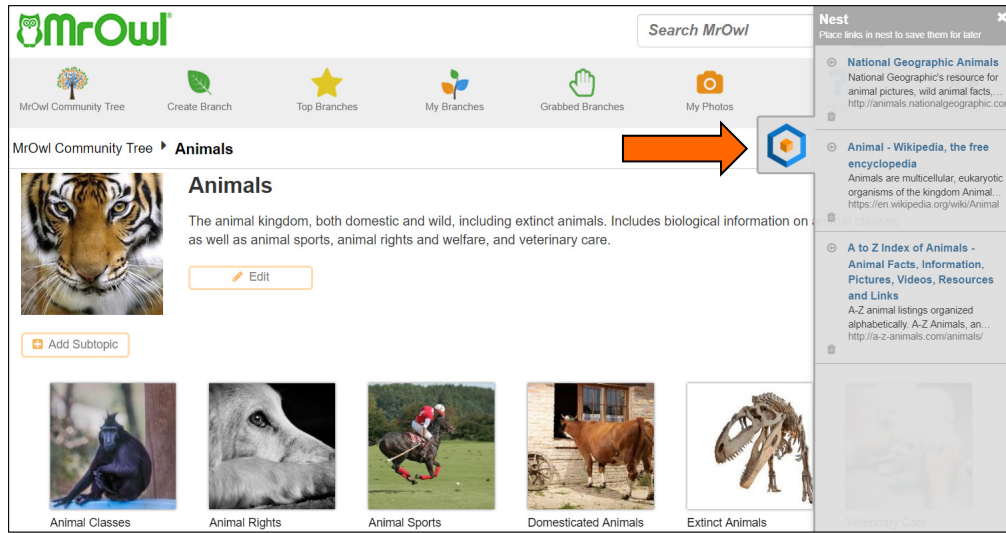 MrOwl®
Search MrOwl
MrOwl Community Tree
Create Branch
Top Branches
My Branches
Grabbed Branches
My Photos
MrOwl Community Tree Animals
Animals
The animal kingdom, both domestic and wild, including extinct animals. Includes biological information on animal classes
as well as animal sports, animal rights and welfare, and veterinary care.
Edit
Add Subtopic
Animal Classes
Animal Rights
Animal Sports
Domesticated Animals
Extinct Animals
Veterinary Care
Nest
Place links in nest to save them for later
National Geographic Animals
National Geographic's resource for
animal pictures, wild animal facts,...
http://animals.nationalgeographic.com
Animal - Wikipedia, the free
encyclopedia
Animals are multicellular, eukaryotic
organisms of the kingdom Animal...
https://en.wikipedia.org/wiki/Animal
A to Z Index of Animals -
Animal Facts, Information,
Pictures, Videos, Resources
and Links
A-Z animal listings organized
alphabetically. A-Z Animals, an...
http://a-z-animals.com/animals/